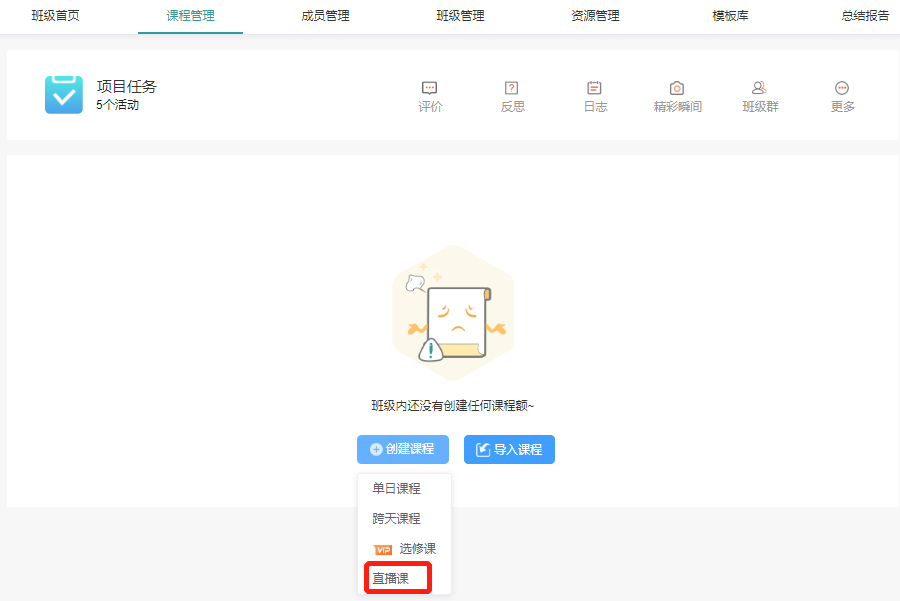 班级首页 课程管理 成员管理 班级管理 资源管理 模板库 总结报告
项目任务
5个活动
评价 反思 日志 精彩瞬间 班级群 更多
班级内还没有创建任何课程额~
创建课程 导入课程
单日课程
跨天课程
VIP 选修课
直播课